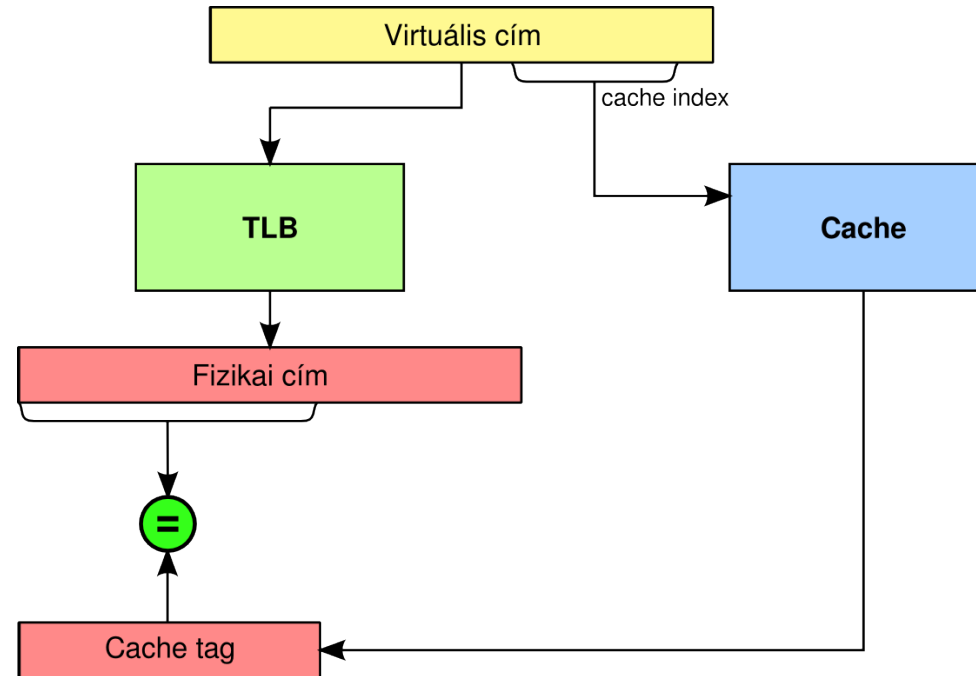 Virtuális cím
cache index
TLB
Cache
Fizikai cím
=
Cache tag